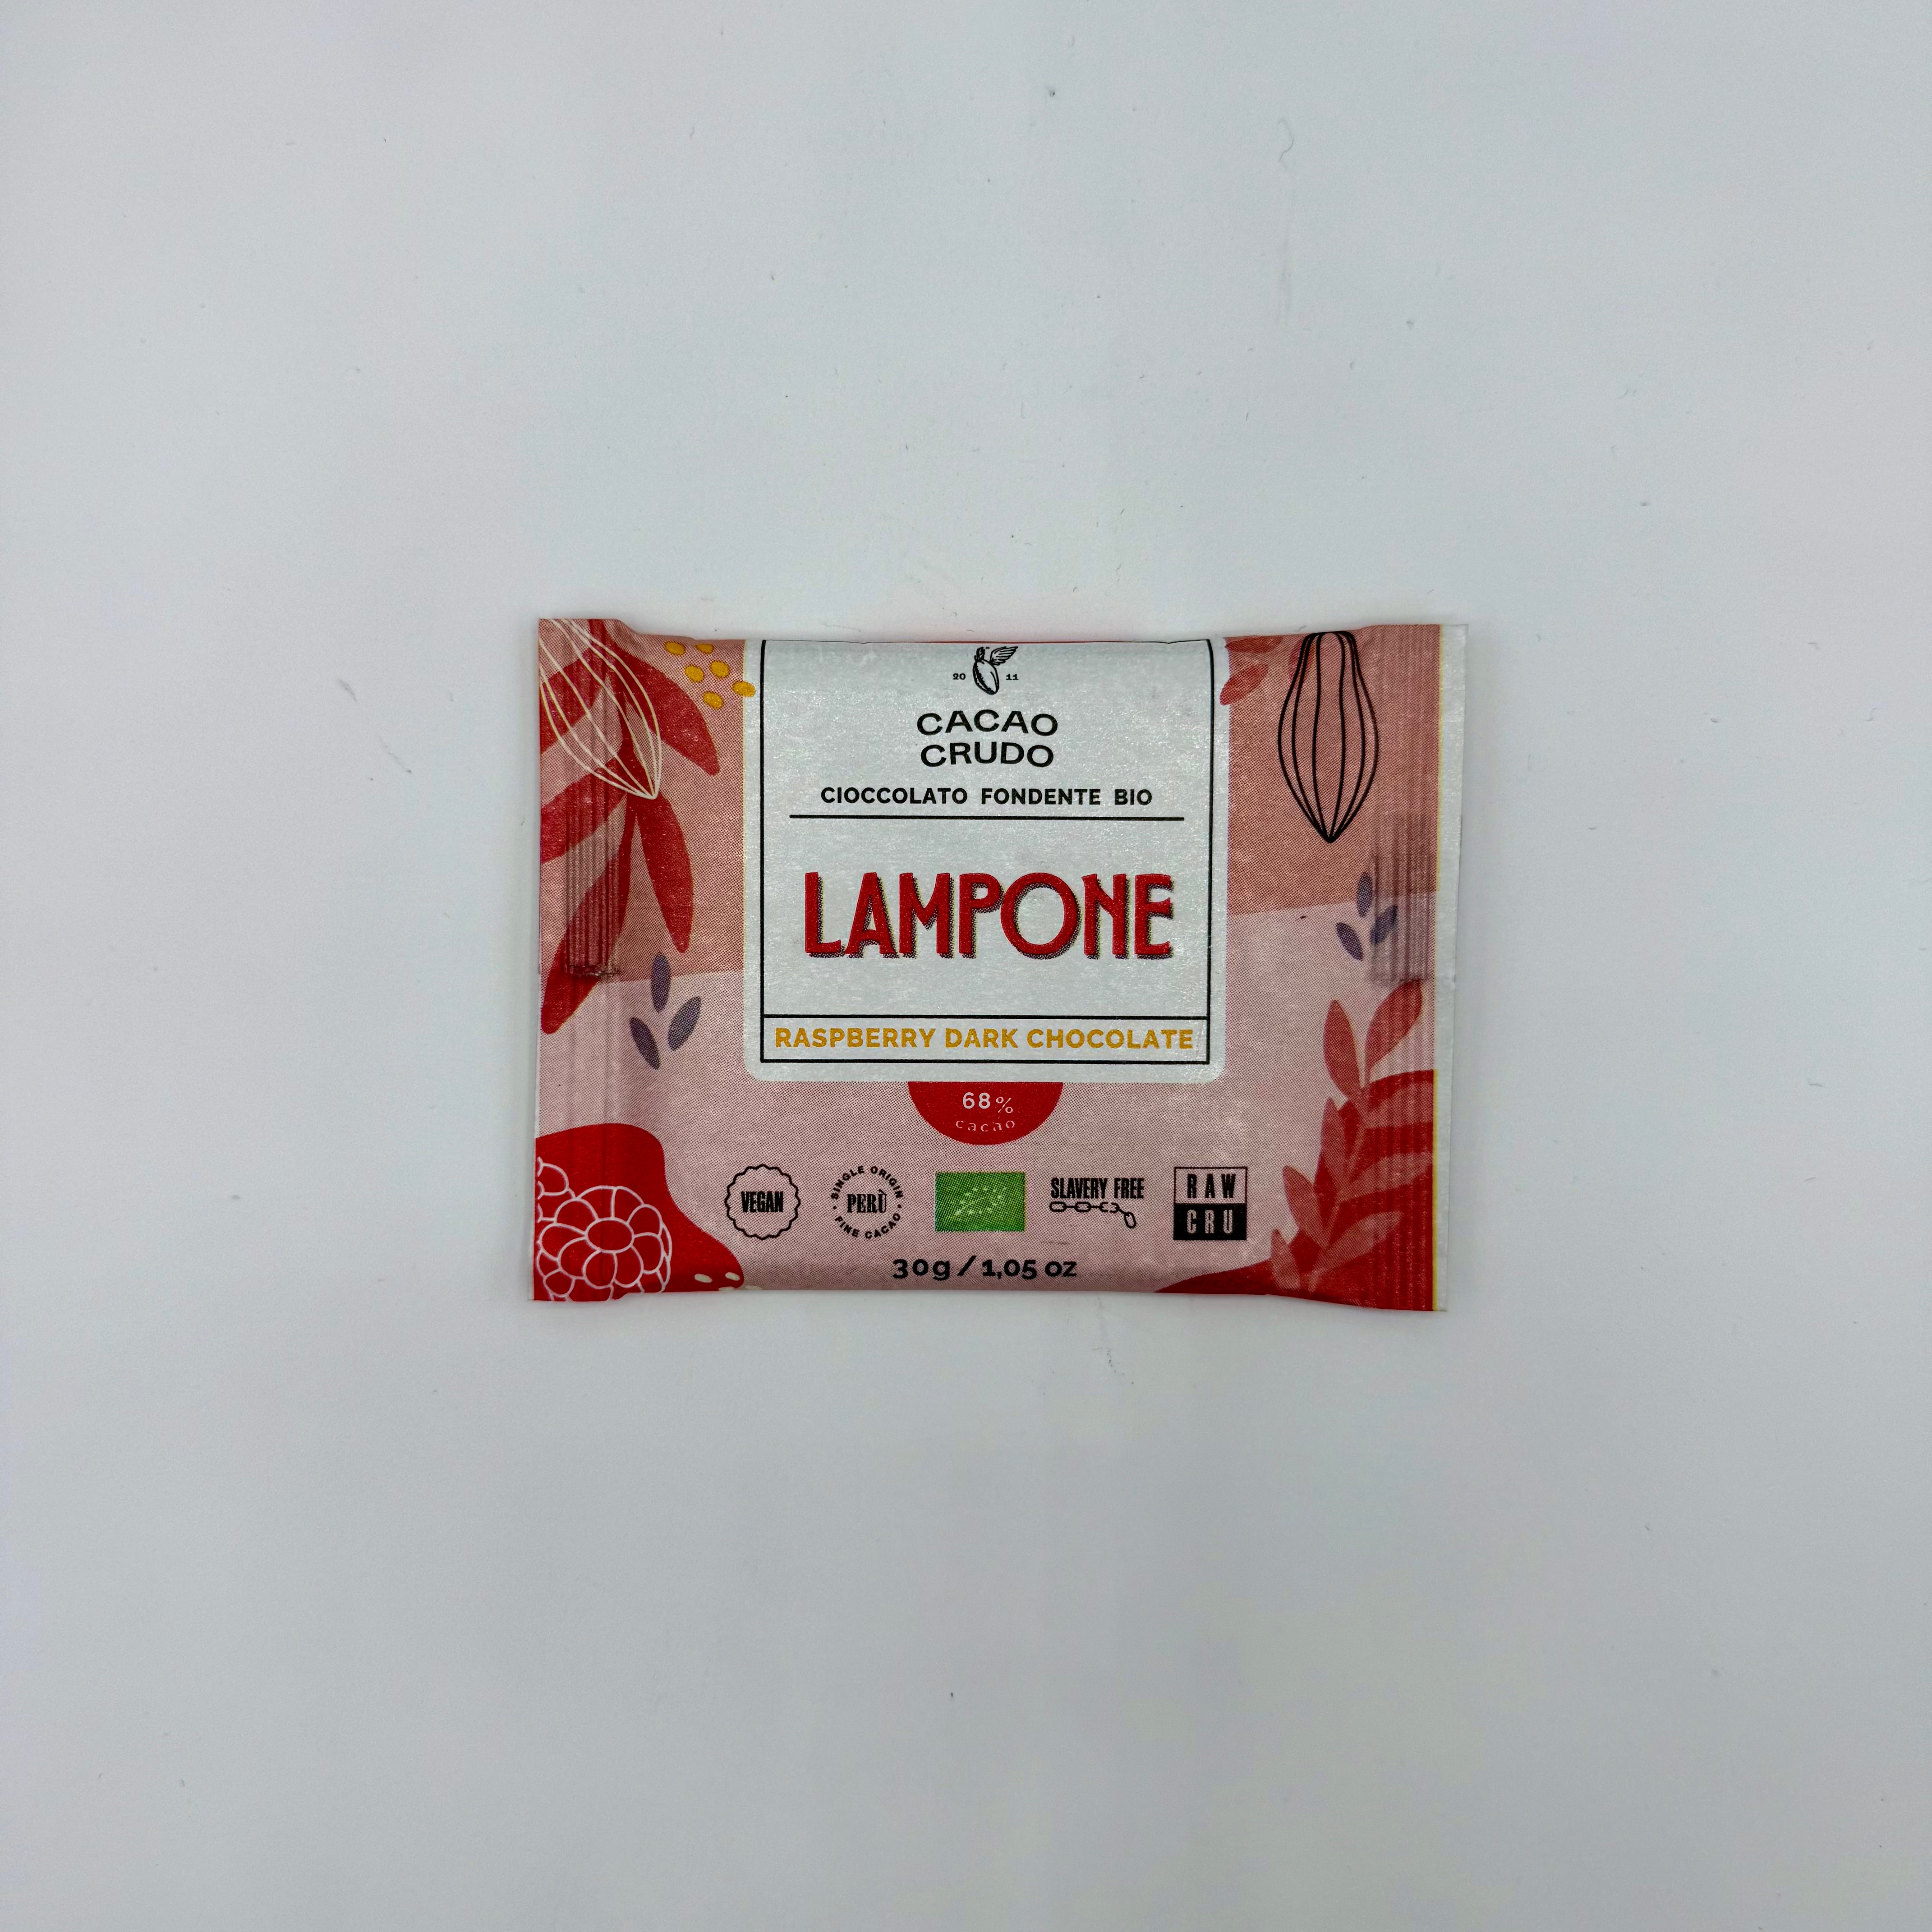 20 11
CACAO
CRUDO
CIOCCOLATO FONDENTE BIO
LAMPONE
RASPBERRY DARK CHOCOLATE
68%
cacao
VEGAN
SINGLE ORIGIN
PERÙ
FINE CACAO
SLAVERY FREE
RAW
CRU
30g / 1,05 oz